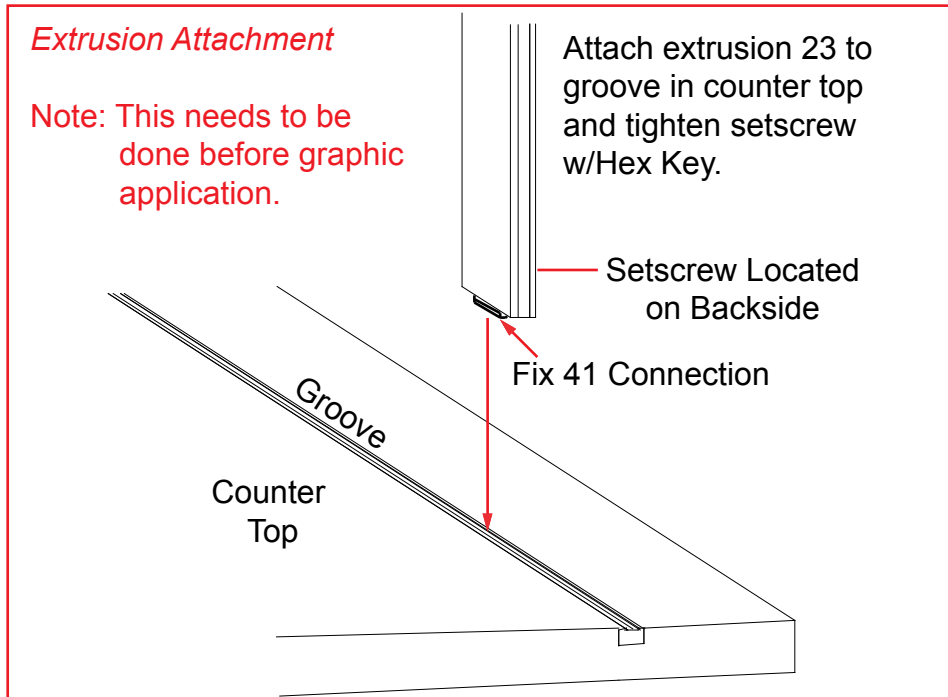 Extrusion Attachment
Note: This needs to be
done before graphic
application.
Attach extrusion 23 to
groove in counter top
and tighten setscrew
w/Hex Key.
Setscrew Located
on Backside
Fix 41 Connection
Groove
Counter
Top